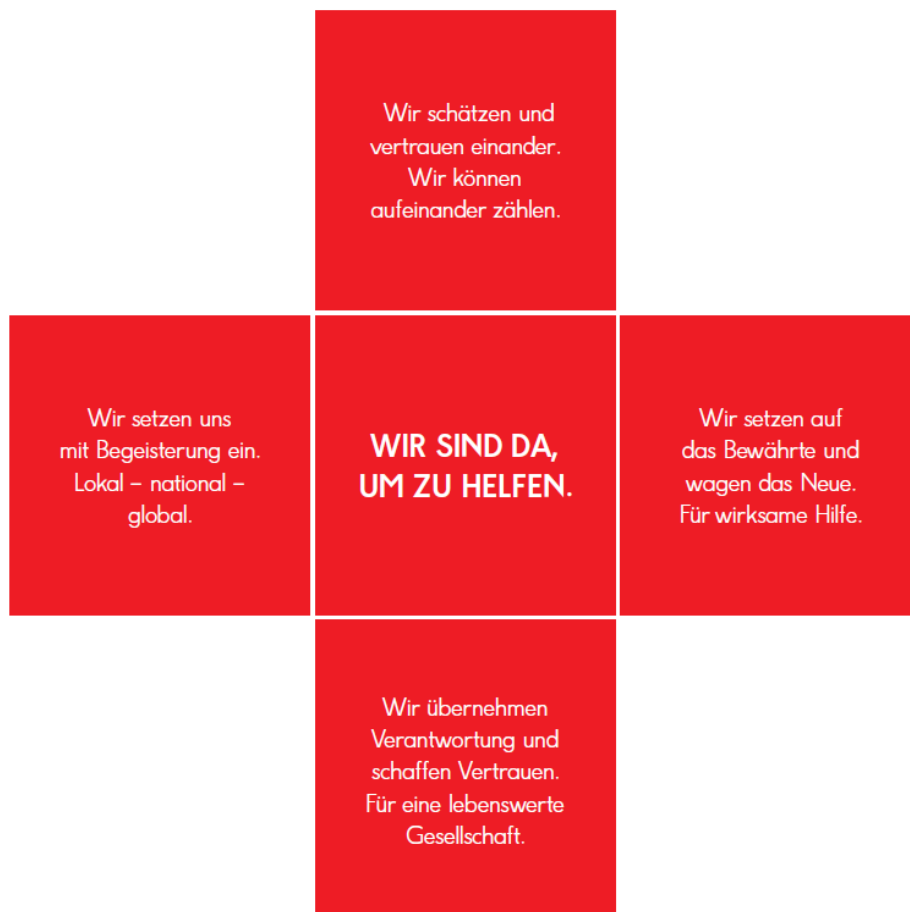 Wir schätzen und
vertrauen einander.
Wir können
aufeinander zählen.
Wir setzen uns
mit Begeisterung ein.
Lokal – national –
global.
WIR SIND DA,
UM ZU HELFEN.
Wir setzen auf
das Bewährte und
wagen das Neue.
Für wirksame Hilfe.
Wir übernehmen
Verantwortung und
schaffen Vertrauen.
Für eine lebenswerte
Gesellschaft.